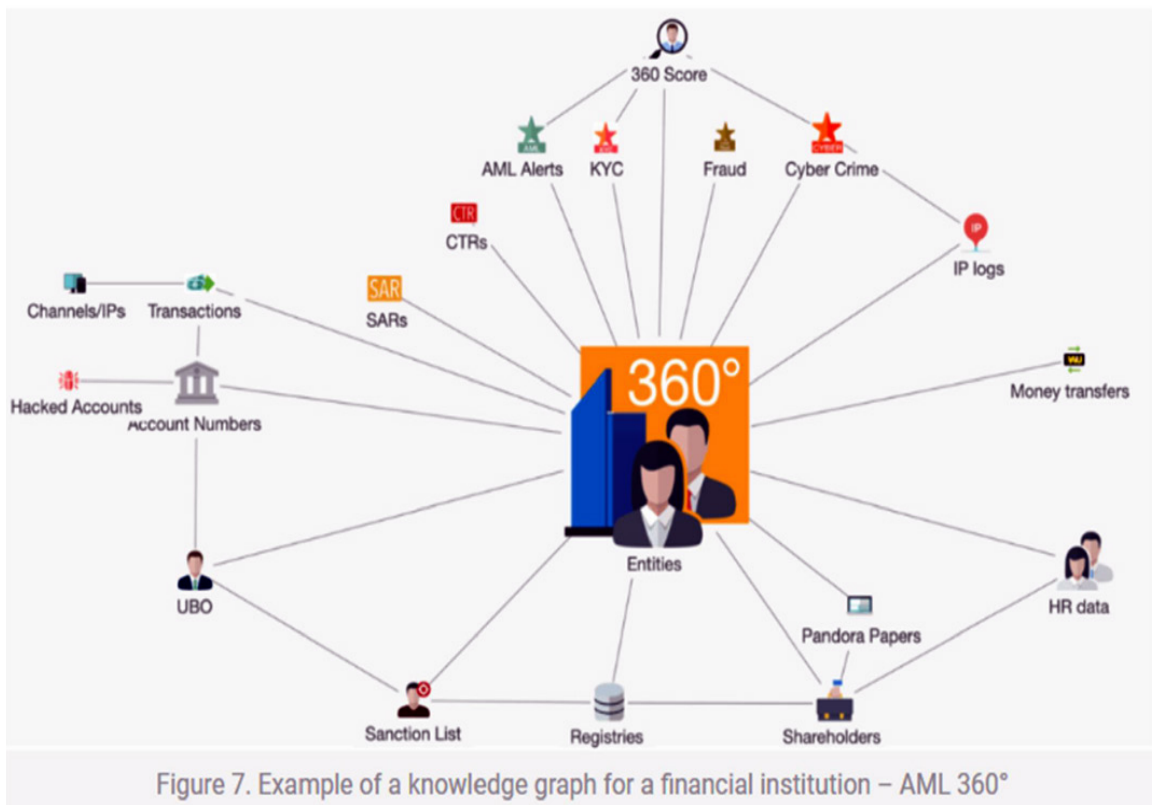 360 Score
AML
CYBER
AML Alerts
KYC
Fraud
Cyber Crime
CTR
CTRs
IP
IP logs
SAR
SARs
Channels/IPs
Transactions
360°
Money transfers
Hacked Accounts
Account Numbers
Entities
UBO
HR data
Pandora Papers
Sanction List
Registries
Shareholders
Figure 7. Example of a knowledge graph for a financial institution – AML 360°